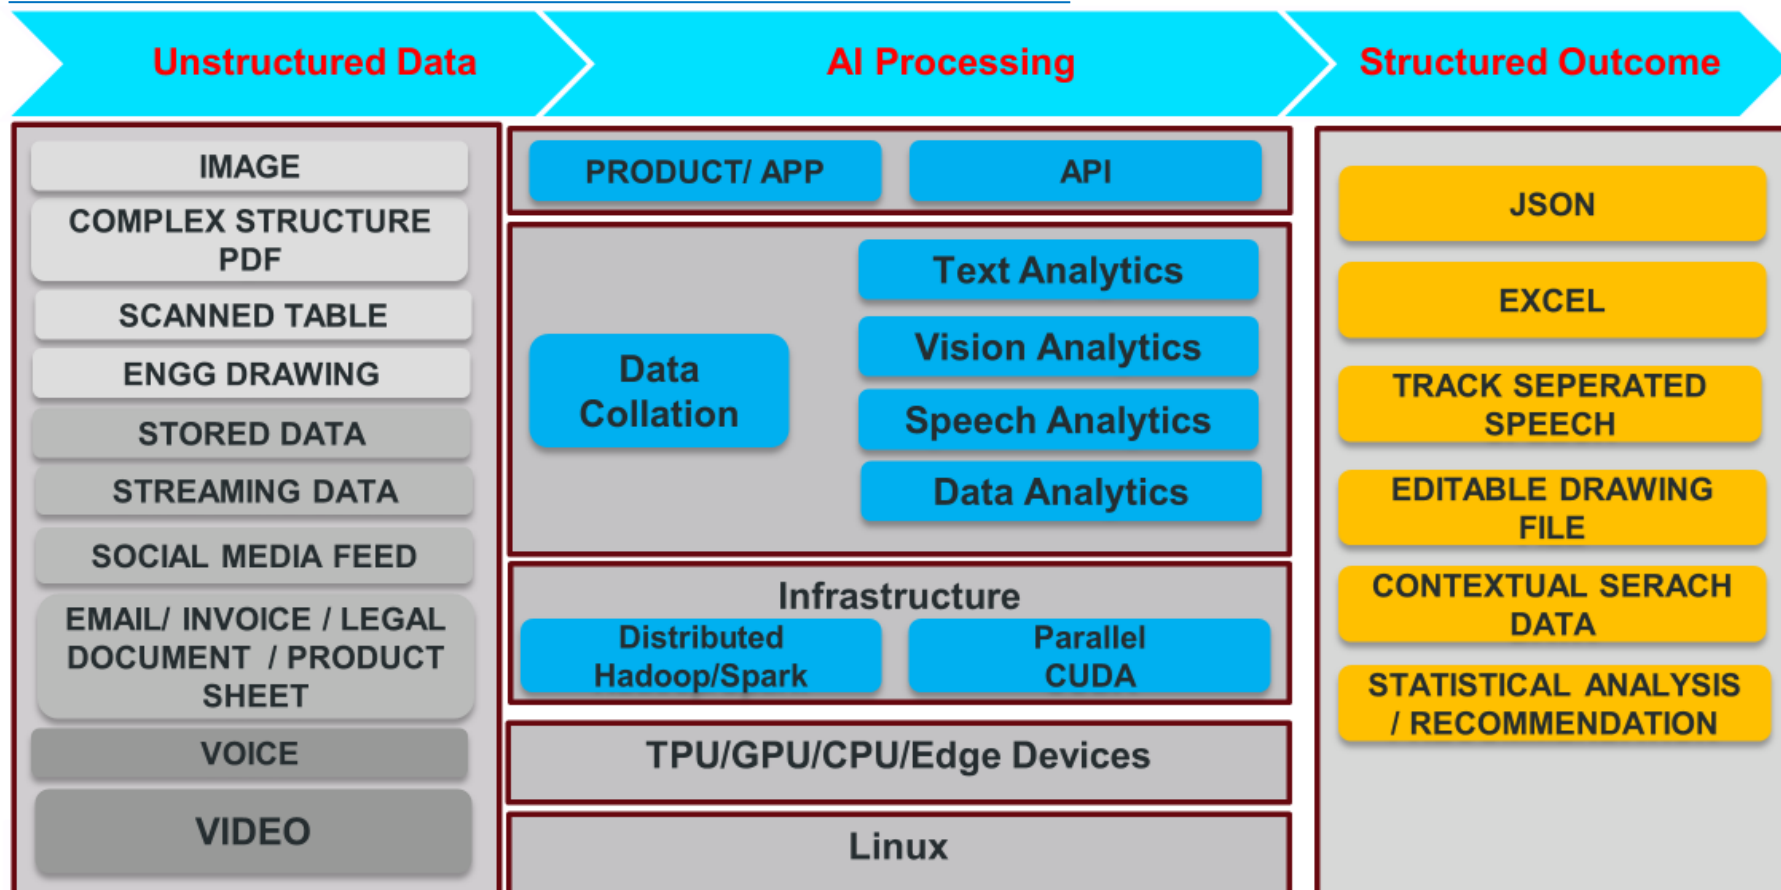 Unstructured Data
AI Processing
Structured Outcome
IMAGE
COMPLEX STRUCTURE
PDF
SCANNED TABLE
ENGG DRAWING
STORED DATA
STREAMING DATA
SOCIAL MEDIA FEED
EMAIL/ INVOICE / LEGAL
DOCUMENT / PRODUCT
SHEET
VOICE
VIDEO
PRODUCT/ APP
API
Data
Collation
Text Analytics
Vision Analytics
Speech Analytics
Data Analytics
Infrastructure
Distributed
Hadoop/Spark
Parallel
CUDA
TPU/GPU/CPU/Edge Devices
Linux
JSON
EXCEL
TRACK SEPERATED
SPEECH
EDITABLE DRAWING
FILE
CONTEXTUAL SERACH
DATA
STATISTICAL ANALYSIS
/ RECOMMENDATION